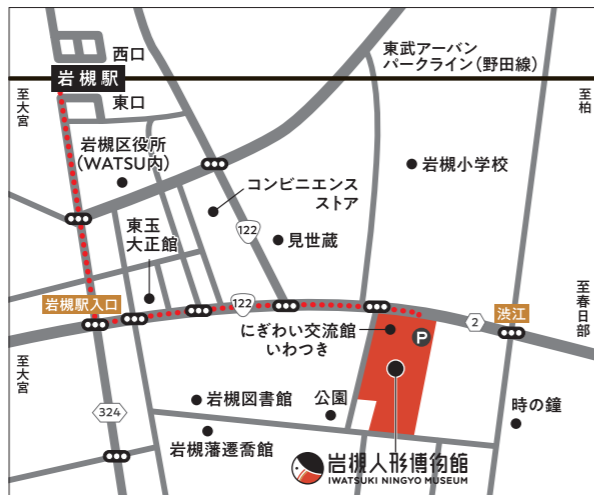 西口
岩槻駅
東口
東武アーバン
パークライン(野田線)
至大宮
至柏
岩槻区役所
(WATSU内)
岩槻小学校
コンビニエンス
ストア
東玉
大正館
122
見世蔵
岩槻駅入口
122
にぎわい交流館
いわつき
P
2
渋江
至春日部
至大宮
324
岩槻図書館
公園
時の鐘
岩槻藩遷喬館
岩槻人形博物館
IWATSUKI NINGYO MUSEUM